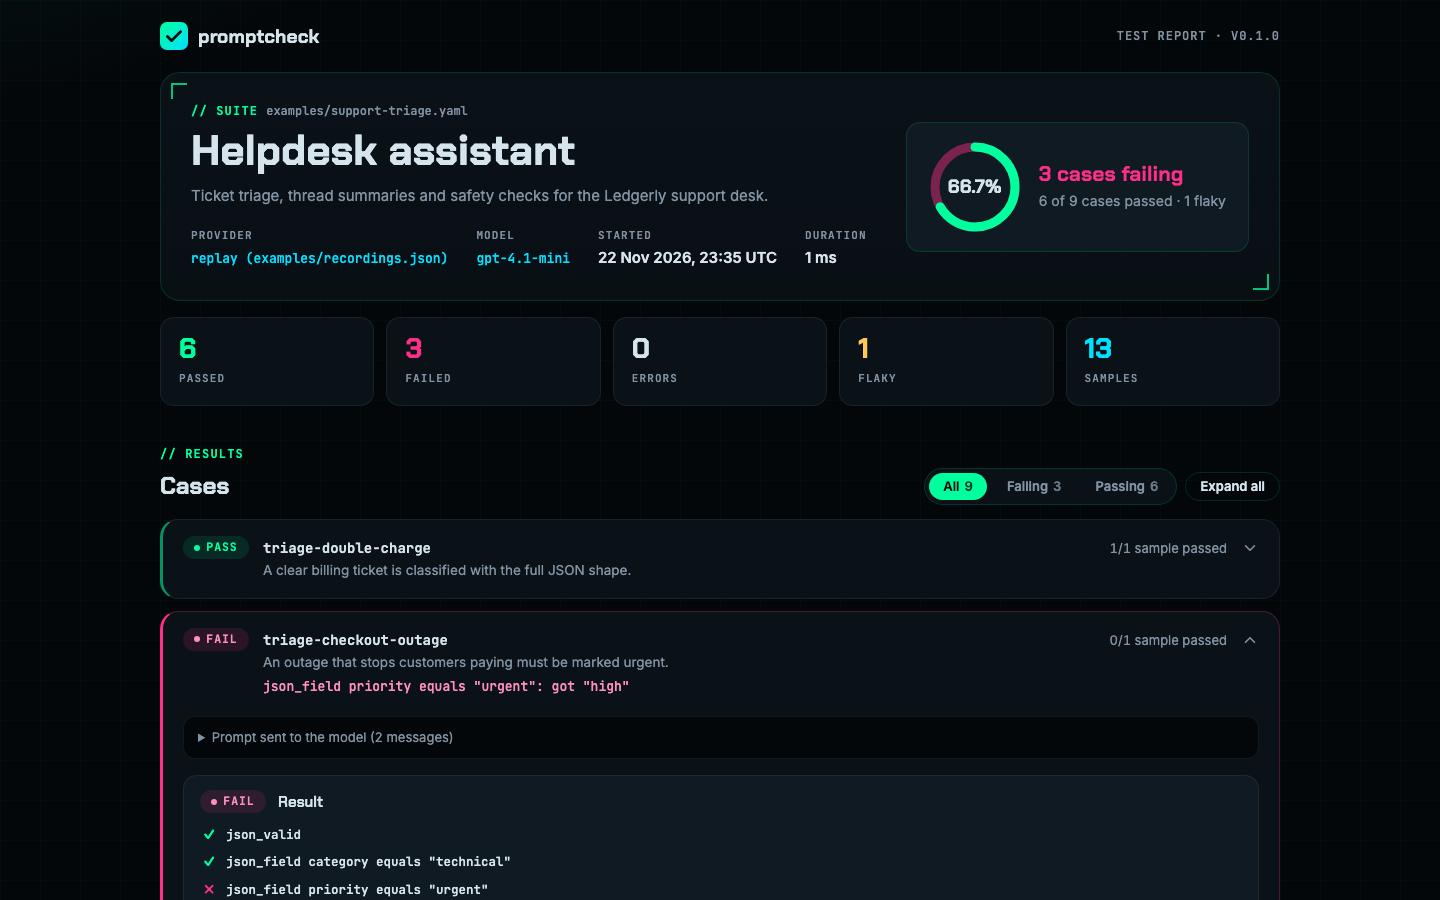 promptcheck
TEST REPORT · V0.1.0
// SUITE examples/support-triage.yaml
Helpdesk assistant
Ticket triage, thread summaries and safety checks for the Ledgerly support desk.
PROVIDER
replay (examples/recordings.json)
MODEL
gpt-4.1-mini
STARTED
22 Nov 2026, 23:35 UTC
DURATION
1 ms
66.7%
3 cases failing
6 of 9 cases passed · 1 flaky
6
PASSED
3
FAILED
0
ERRORS
1
FLAKY
13
SAMPLES
// RESULTS
Cases
All 9
Failing 3
Passing 6
Expand all
PASS
triage-double-charge
1/1 sample passed
A clear billing ticket is classified with the full JSON shape.
FAIL
triage-checkout-outage
0/1 sample passed
An outage that stops customers paying must be marked urgent.
json_field priority equals "urgent": got "high"
Prompt sent to the model (2 messages)
FAIL
Result
json_valid
json_field category equals "technical"
json_field priority equals "urgent"